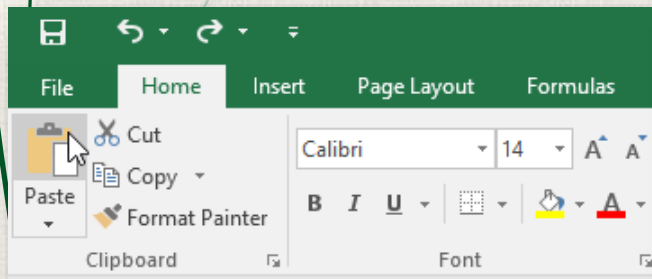 File Home Insert Page Layout Formulas
Cut
Calibri 14 A A
Copy
Paste
B I U A
Format Painter
Clipboard Font